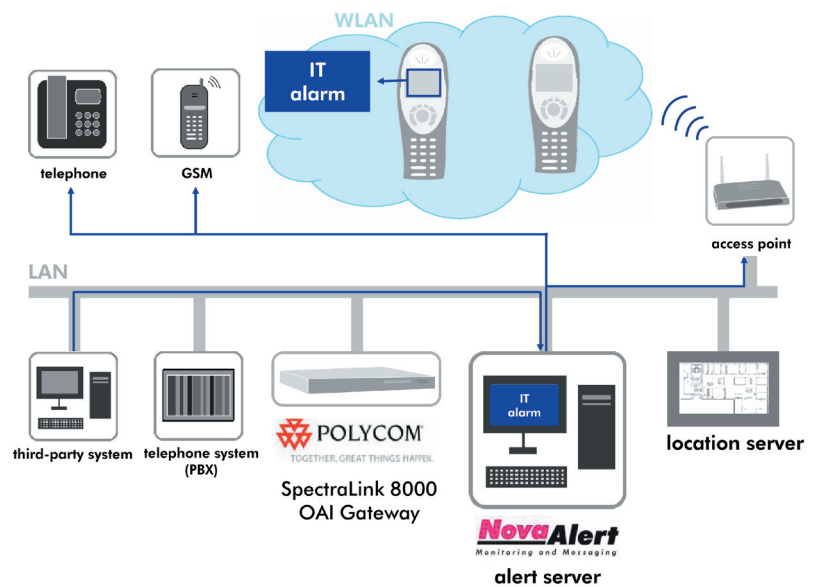 WLAN
IT
alarm
telephone
GSM
access point
LAN
IT
alarm
third-party system
telephone system
(PBX)
POLYCOM®
TOGETHER, GREAT THINGS HAPPEN.
SpectraLink 8000
OAI Gateway
location server
NovaAlert
Monitoring and Messaging
alert server